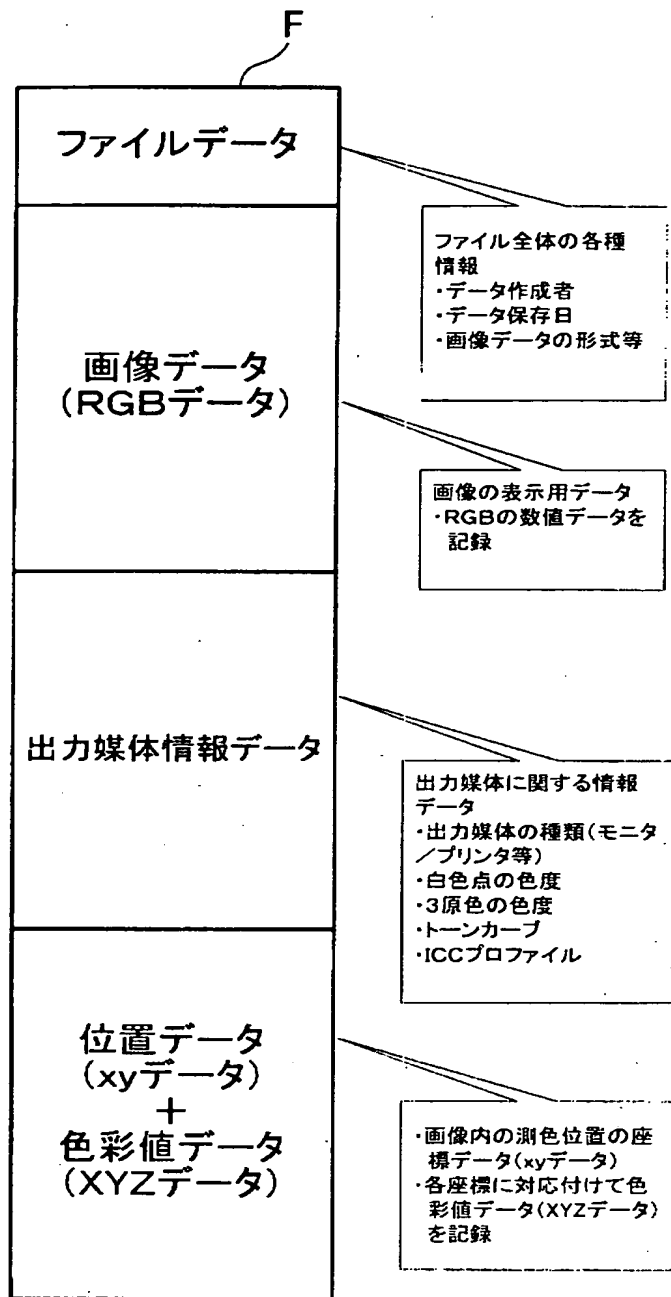 F
ファイルデータ
ファイル全体の各種
情報
・データ作成者
・データ保存日
・画像データの形式等
画像データ
(RGBデータ)
画像の表示用データ
・RGBの数値データを
記録
出力媒体情報データ
出力媒体に関する情報
データ
・出力媒体の種類(モニタ
/プリンタ等)
・白色点の色度
・3原色の色度
・トーンカーブ
・ICCプロファイル
位置データ
(xyデータ)
+
色彩値データ
(XYZデータ)
・画像内の測色位置の座
標データ(xyデータ)
・各座標に対応付けて色
彩値データ(XYZデータ)
を記録